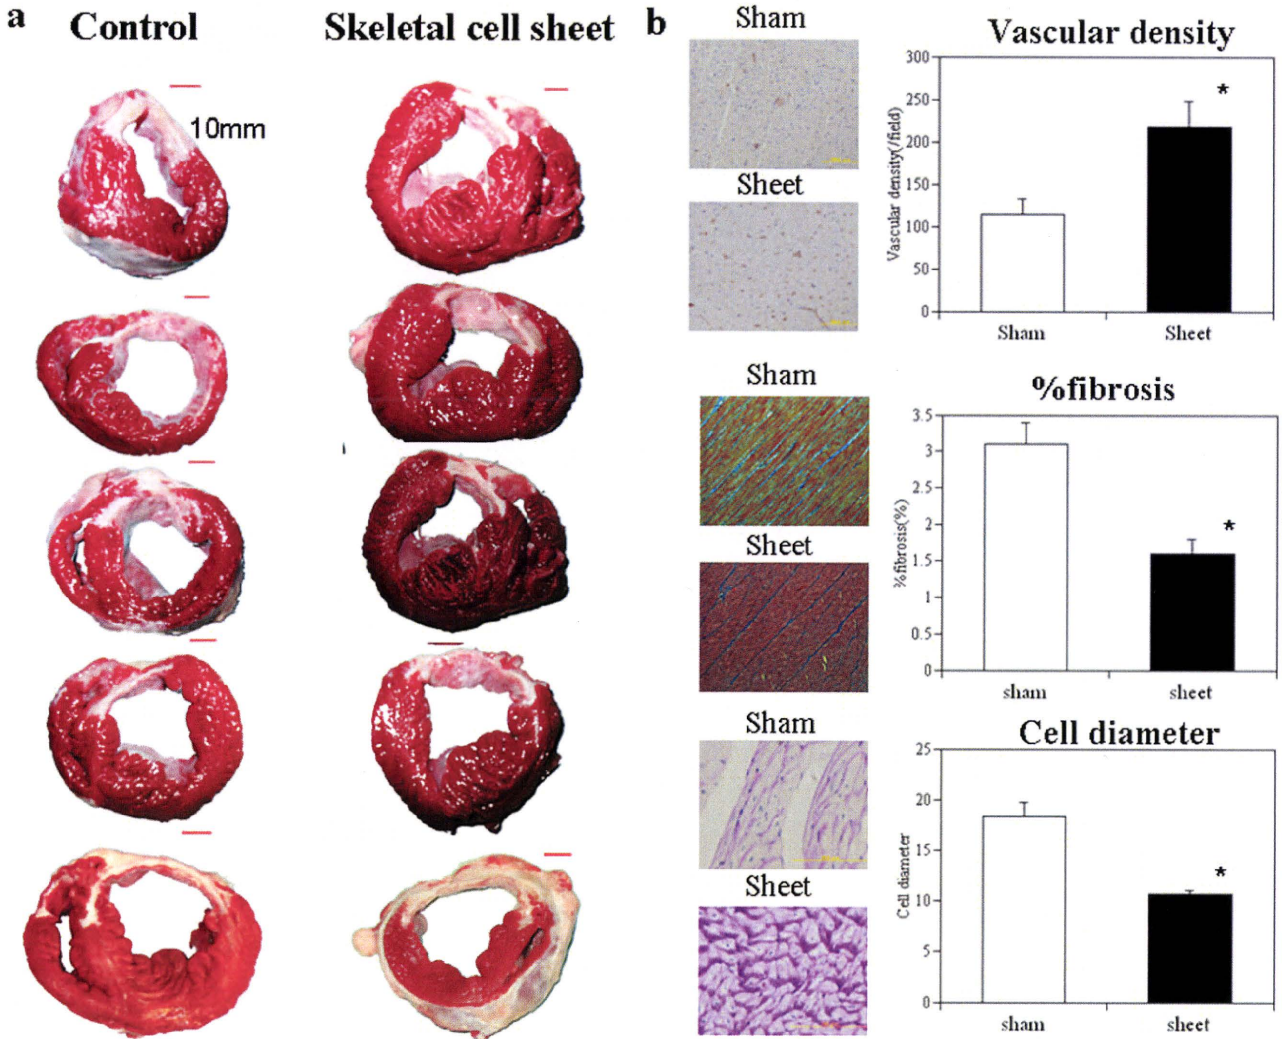 a
Control
Skeletal cell sheet
10mm
b
Sham
Sheet
Vascular density
300
250
200
150
100
50
0
Vascular density(/field)
*
Sham
Sheet
Sham
Sheet
%fibrosis
3.5
3
2.5
2
1.5
1
0.5
0
%fibrosis(%)
*
sham
sheet
Sham
Sheet
Cell diameter
25
20
15
10
5
0
Cell diameter
*
sham
sheet